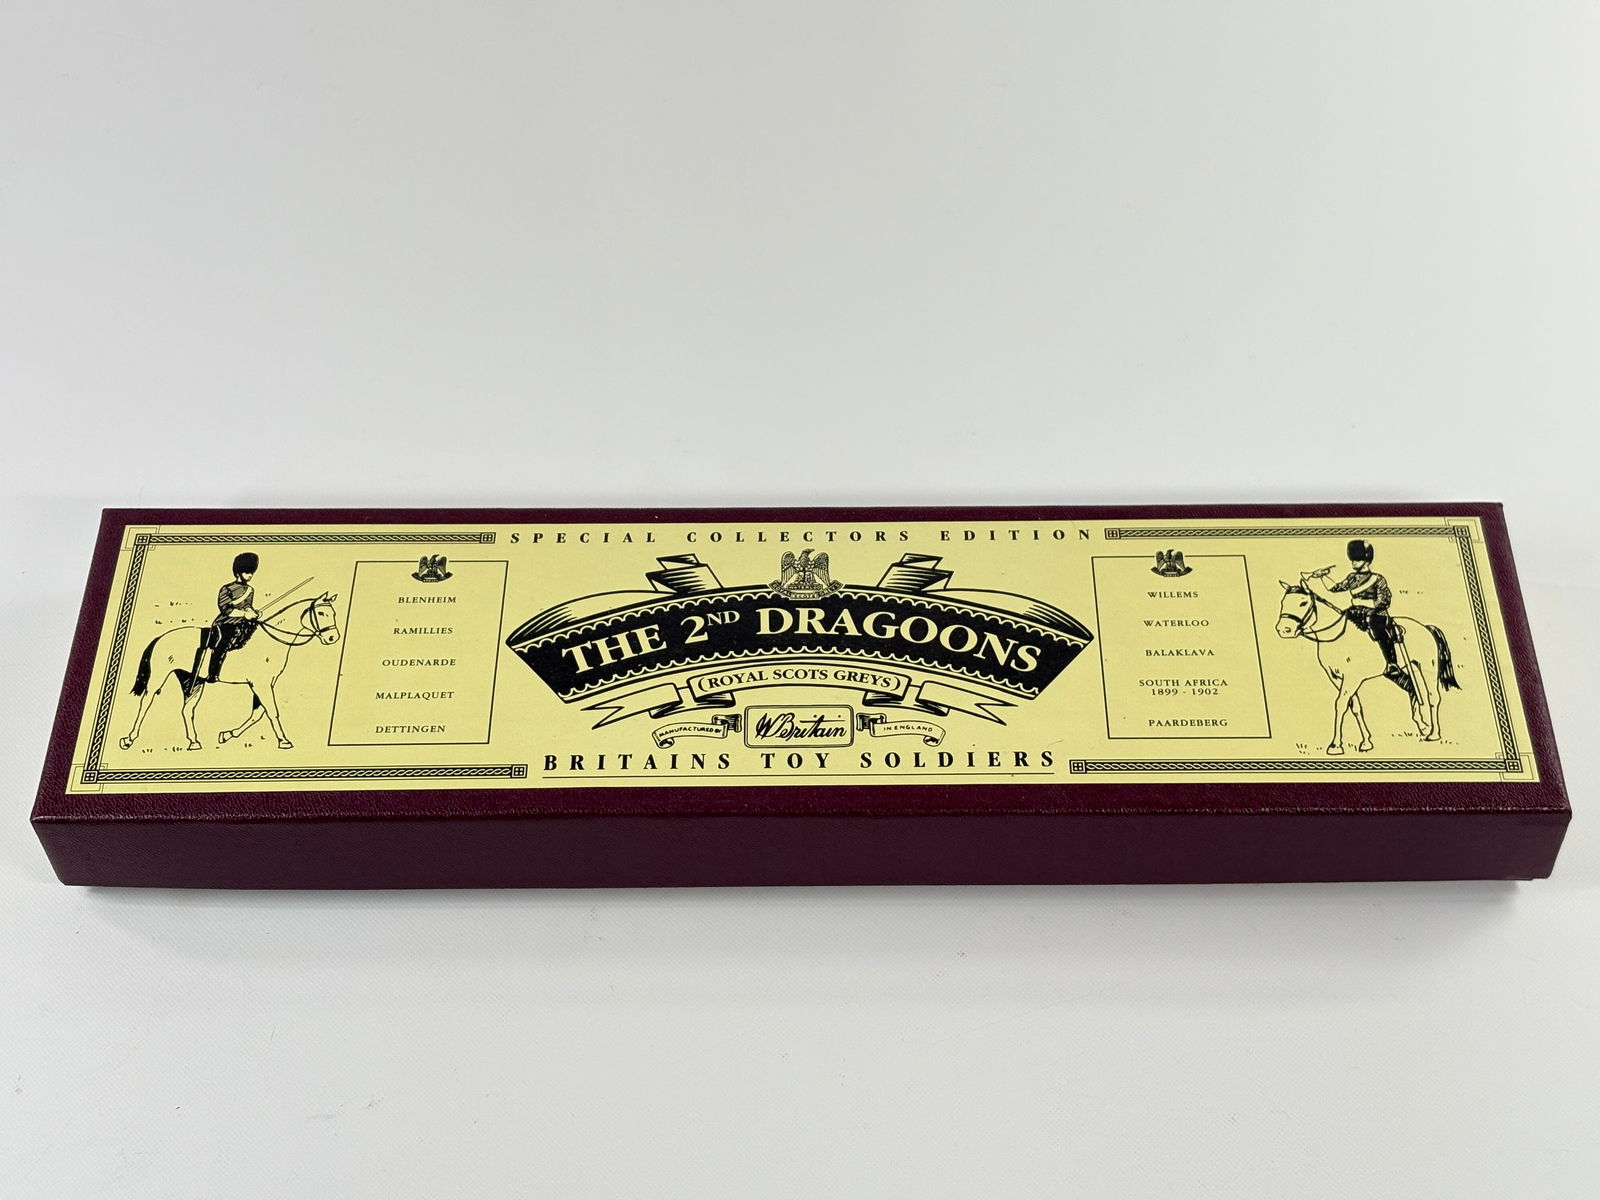 SPECIAL COLLECTORS EDITION
BLENHEIM
RAMILLIES
OUDENARDE
MALPLAQUET
DETTINGEN
THE 2ND DRAGOONS
(ROYAL SCOTS GREYS)
MANUFACTURED BY
W Britain
IN ENGLAND
BRITAINS TOY SOLDIERS
WILLEMS
WATERLOO
BALAKLAVA
SOUTH AFRICA
1899 - 1902
PAARDEBERG